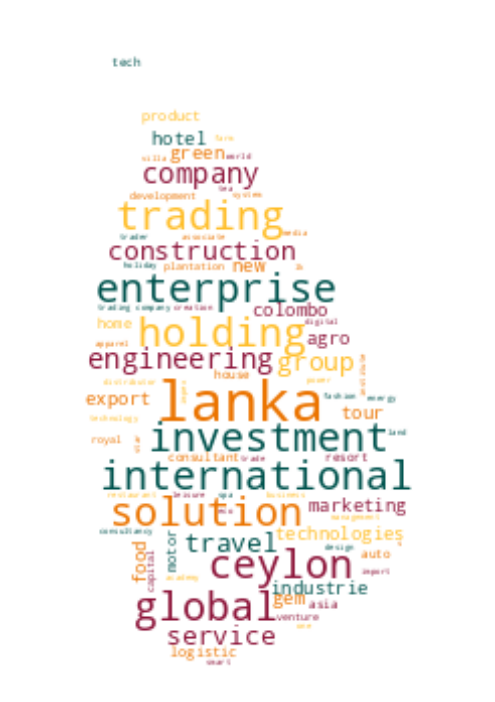 tech
product
hotel farm
villa green world
company
tea
development system
trading
trader associate media
construction
holiday plantation new
enterprise
trading company creation colombo
home holding digital
apparel agro
engineering group
house
distributor power
export lanka fashion energy
technology tour
royal star investment land
consultant trade resort
international
restaurant leisure spa business
solution marketing
management
consultancy technologies
motor travel design
food capital ceylon auto
academy import
industrie
global gem asia
venture
service one
logistic
smart